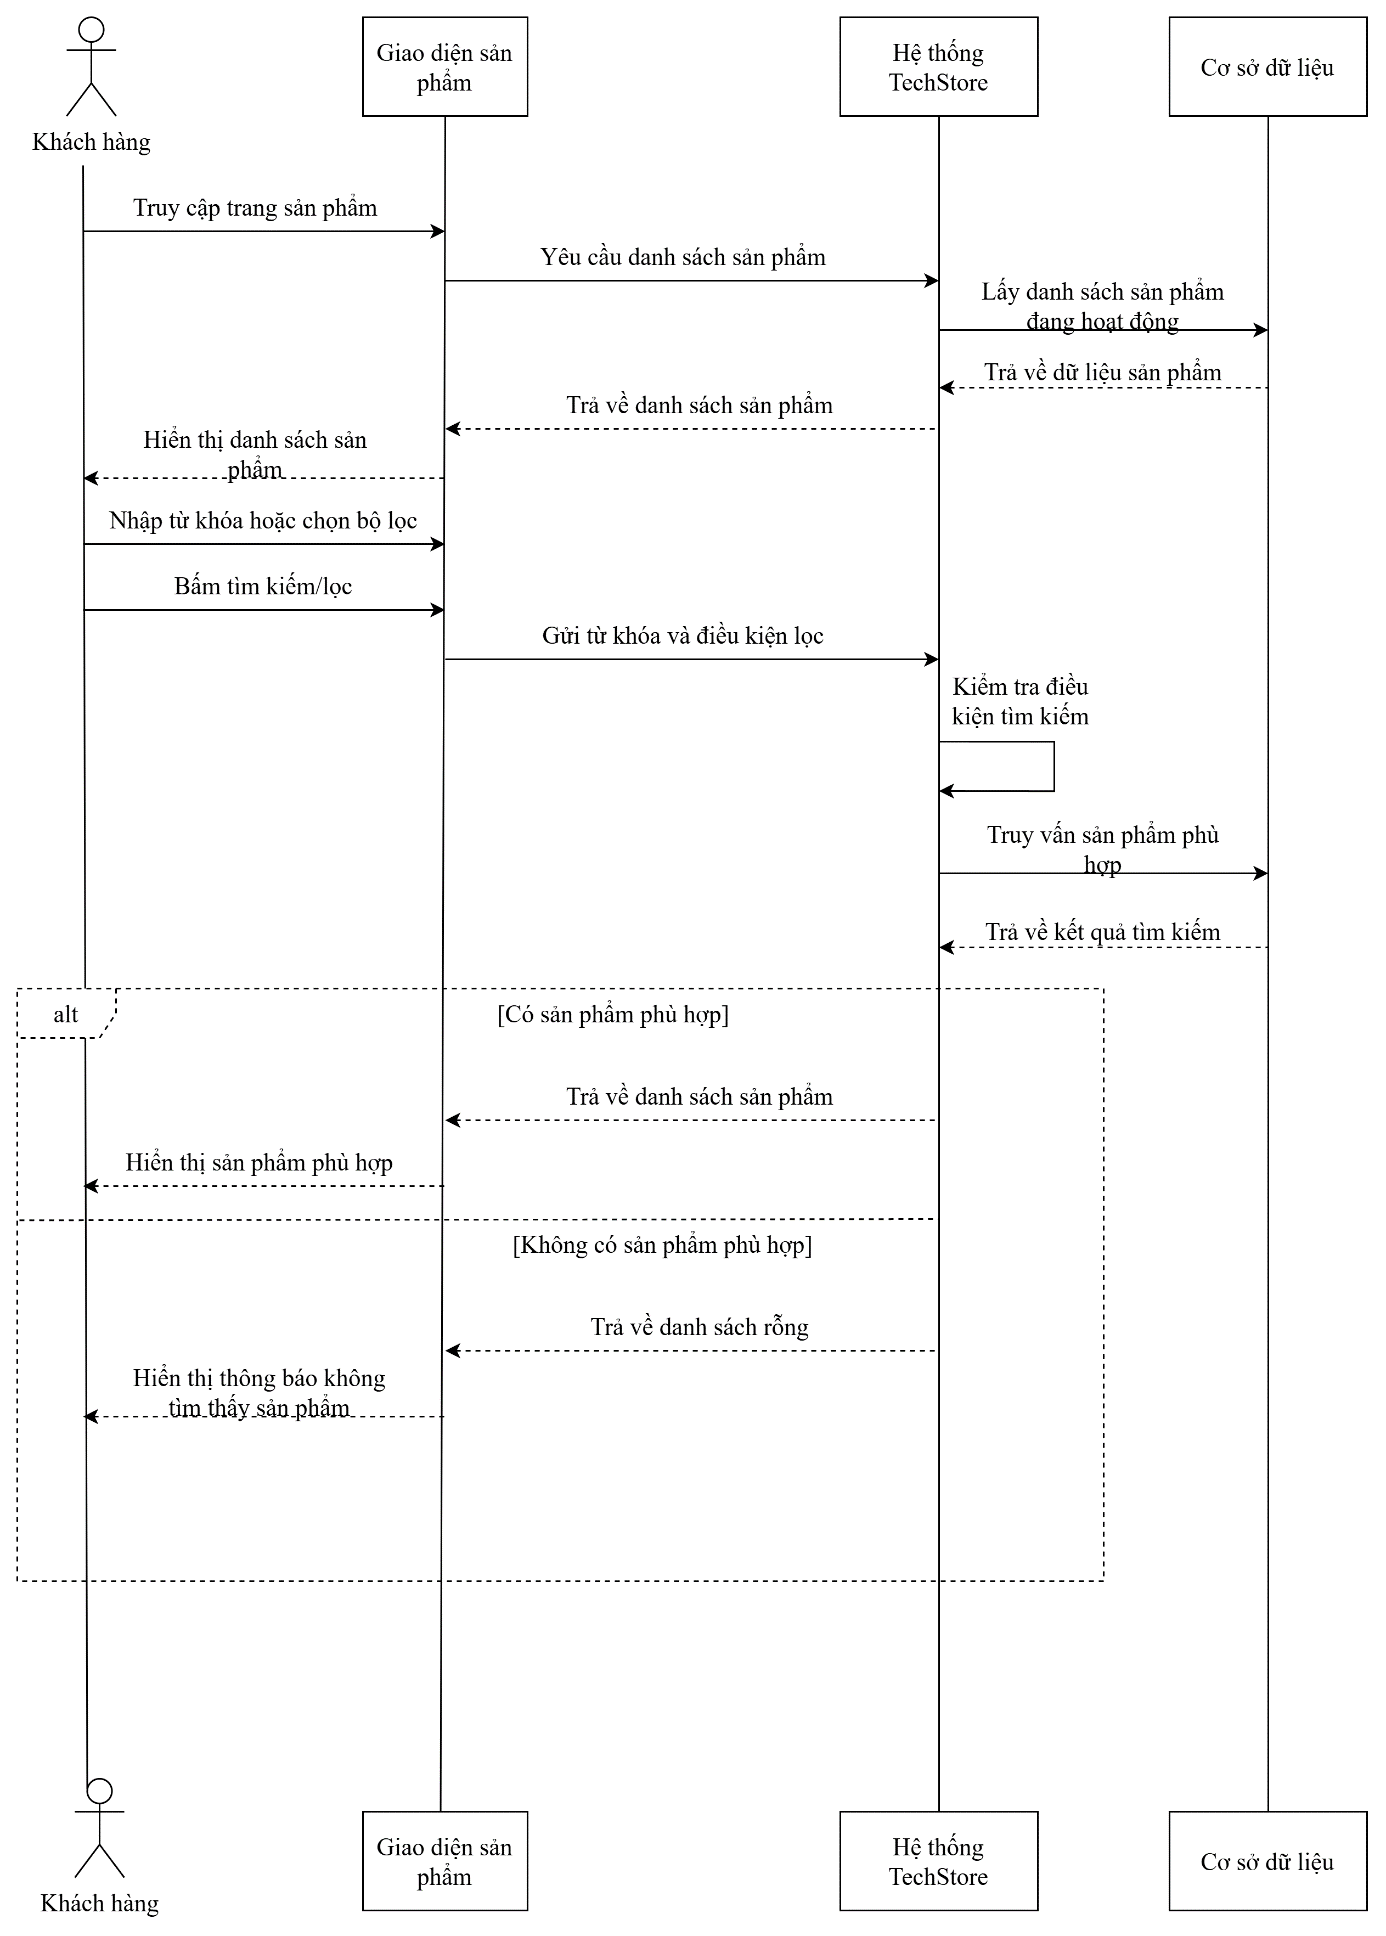 Giao diện sản
phẩm
Hệ thống
TechStore
Cơ sở dữ liệu
Khách hàng
Truy cập trang sản phẩm
Yêu cầu danh sách sản phẩm
Lấy danh sách sản phẩm
đang hoạt động
Trả về dữ liệu sản phẩm
Trả về danh sách sản phẩm
Hiển thị danh sách sản
phẩm
Nhập từ khóa hoặc chọn bộ lọc
Bấm tìm kiếm/lọc
Gửi từ khóa và điều kiện lọc
Kiểm tra điều
kiện tìm kiếm
Truy vấn sản phẩm phù
hợp
Trả về kết quả tìm kiếm
alt
[Có sản phẩm phù hợp]
Trả về danh sách sản phẩm
Hiển thị sản phẩm phù hợp
[Không có sản phẩm phù hợp]
Trả về danh sách rỗng
Hiển thị thông báo không
tìm thấy sản phẩm
Giao diện sản
phẩm
Hệ thống
TechStore
Cơ sở dữ liệu
Khách hàng